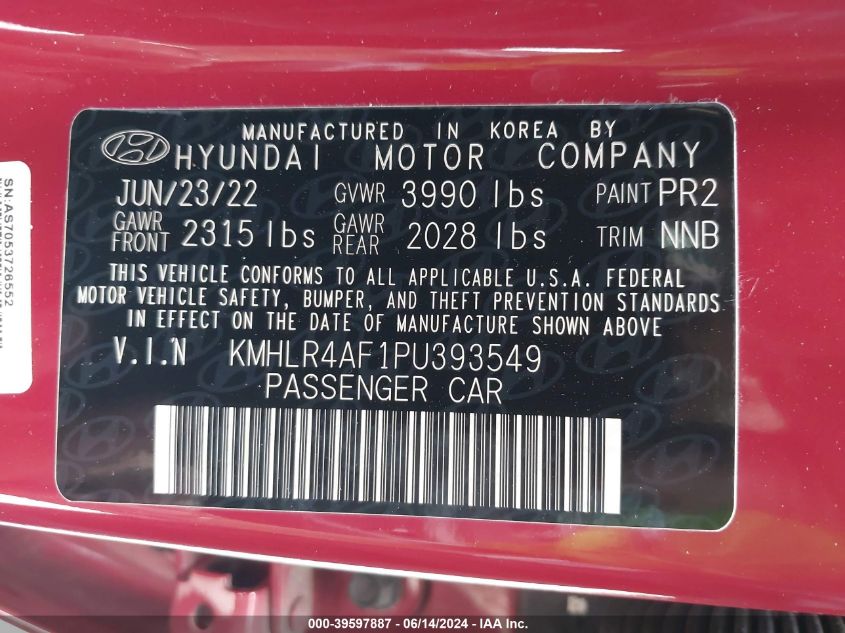 MANUFACTURED IN KOREA BY
HYUNDAI MOTOR COMPANY
JUN/23/22 GVWR 3990 lbs PAINT PR2
GAWR FRONT 2315 lbs GAWR REAR 2028 lbs TRIM NNB
THIS VEHICLE CONFORMS TO ALL APPLICABLE U.S.A. FEDERAL
MOTOR VEHICLE SAFETY, BUMPER, AND THEFT PREVENTION STANDARDS
IN EFFECT ON THE DATE OF MANUFACTURE SHOWN ABOVE
V.I.N KMHLR4AF1PU393549
PASSENGER CAR
SN:AS7053726552
000-39597887 - 06/14/2024 - IAA Inc.